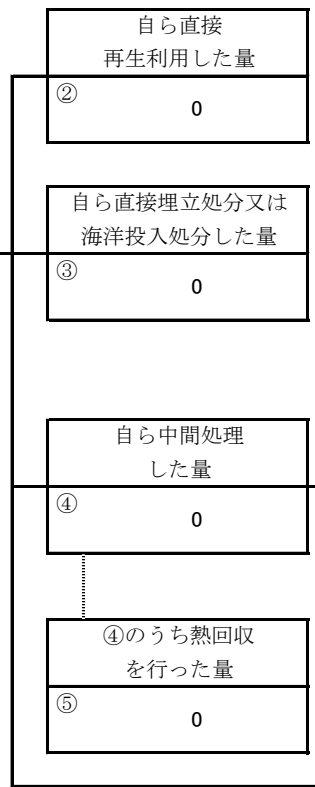 自ら直接
再生利用した量
②
0
自ら直接埋立処分又は
海洋投入処分した量
③
0
自ら中間処理
した量
④
0
④のうち熱回収
を行った量
⑤
0